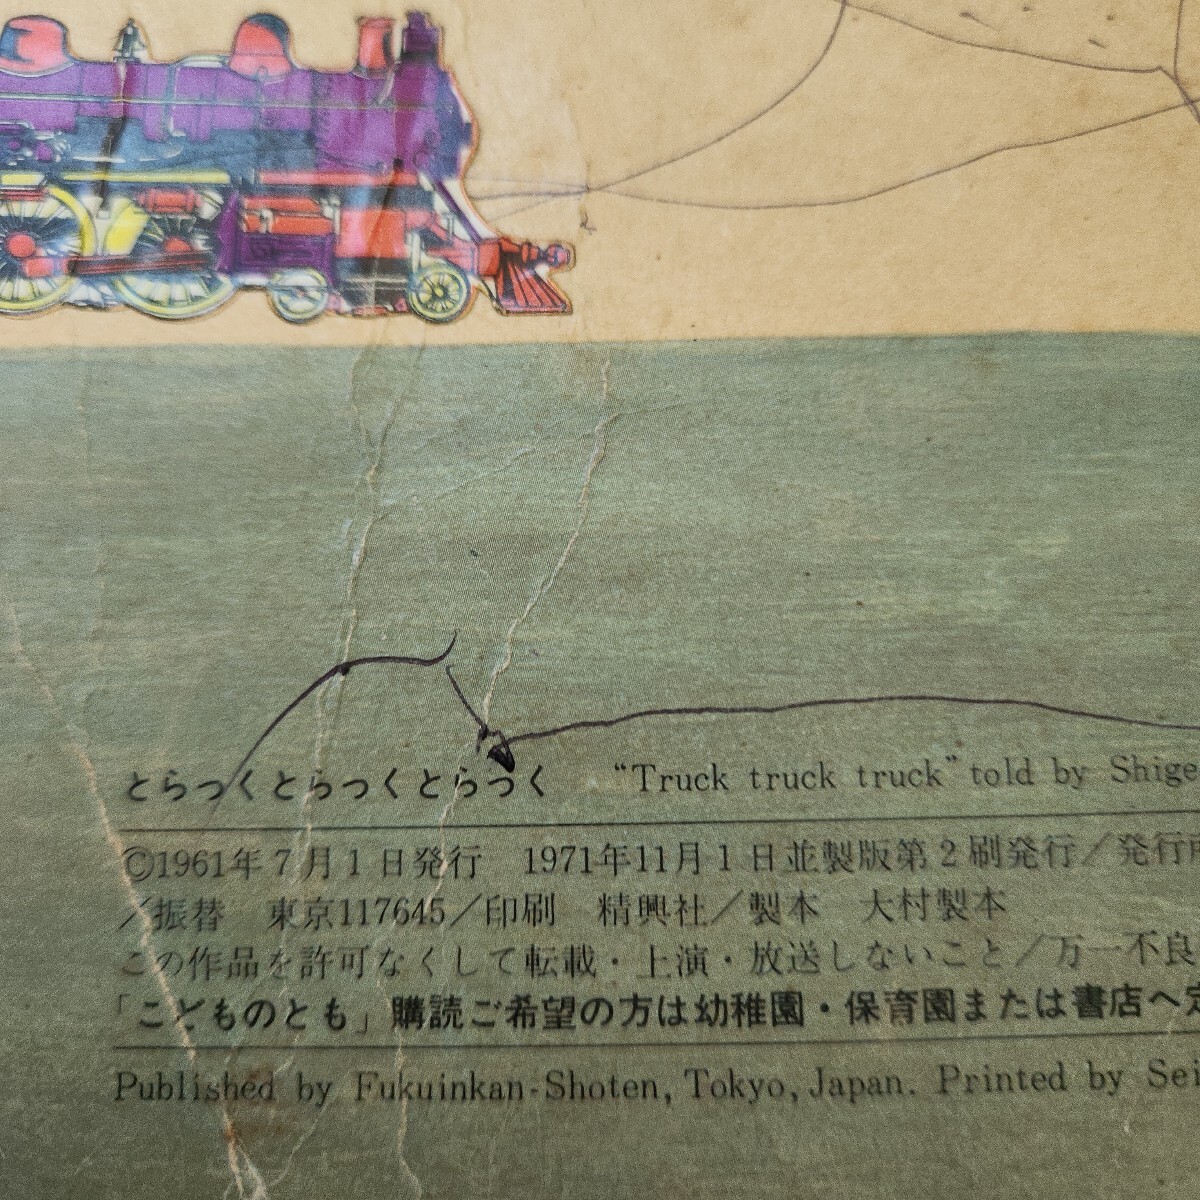 とらっくとらっくとらっく “Truck truck truck” told by Shige
©1961年7月1日発行 1971年11月1日並製版第2刷発行／発行所
／振替 東京117645／印刷 精興社／製本 大村製本
この作品を許可なくして転載・上演・放送しないこと／万一不良
「こどものとも」購読ご希望の方は幼稚園・保育園または書店へ定
Published by Fukuinkan-Shoten, Tokyo, Japan. Printed by Sei